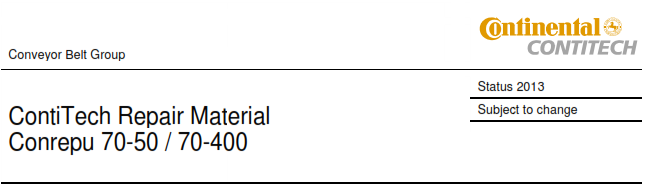 Continental
CONTITECH
Conveyor Belt Group
Status 2013
Subject to change
ContiTech Repair Material
Conrepu 70-50 / 70-400